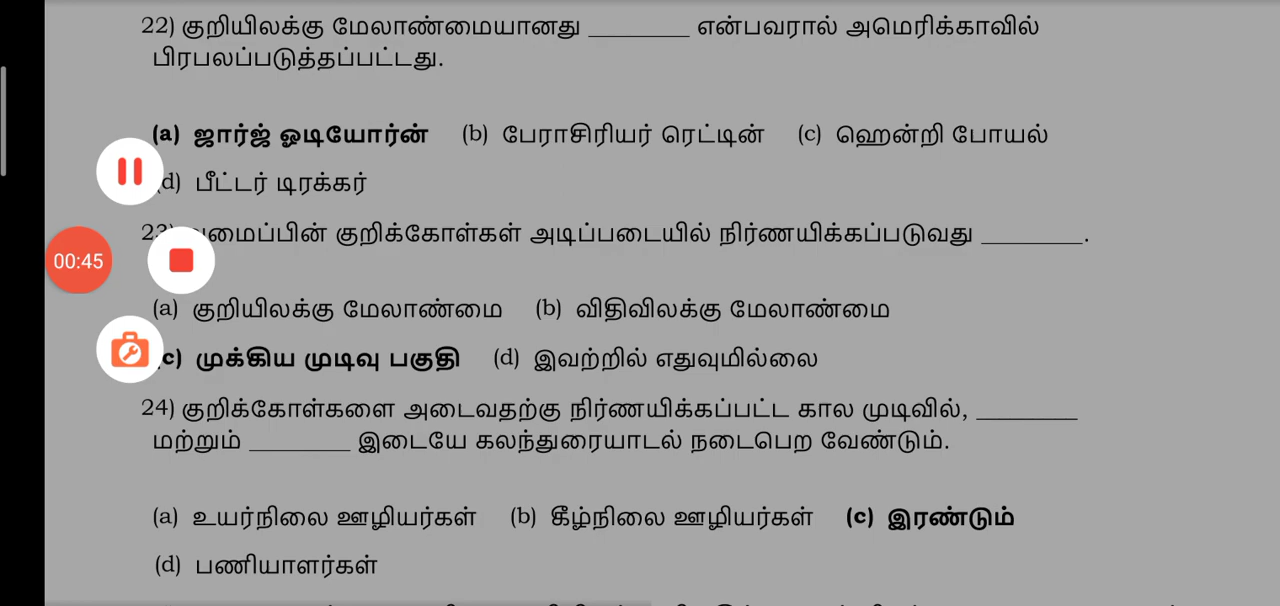 22) குறியிலக்கு மேலாண்மையானது ________ என்பவரால் அமெரிக்காவில்
பிரபலப்படுத்தப்பட்டது.
(a) ஜார்ஜ் ஓடியோர்ன் (b) பேராசிரியர் ரெட்டின் (c) ஹென்றி போயல்
d) பீட்டர் டிரக்கர்
23) மைப்பின் குறிக்கோள்கள் அடிப்படையில் நிர்ணயிக்கப்படுவது ________.
00:45
(a) குறியிலக்கு மேலாண்மை (b) விதிவிலக்கு மேலாண்மை
c) முக்கிய முடிவு பகுதி (d) இவற்றில் எதுவுமில்லை
24) குறிக்கோள்களை அடைவதற்கு நிர்ணயிக்கப்பட்ட கால முடிவில், ________
மற்றும் ________ இடையே கலந்துரையாடல் நடைபெற வேண்டும்.
(a) உயர்நிலை ஊழியர்கள் (b) கீழ்நிலை ஊழியர்கள் (c) இரண்டும்
(d) பணியாளர்கள்